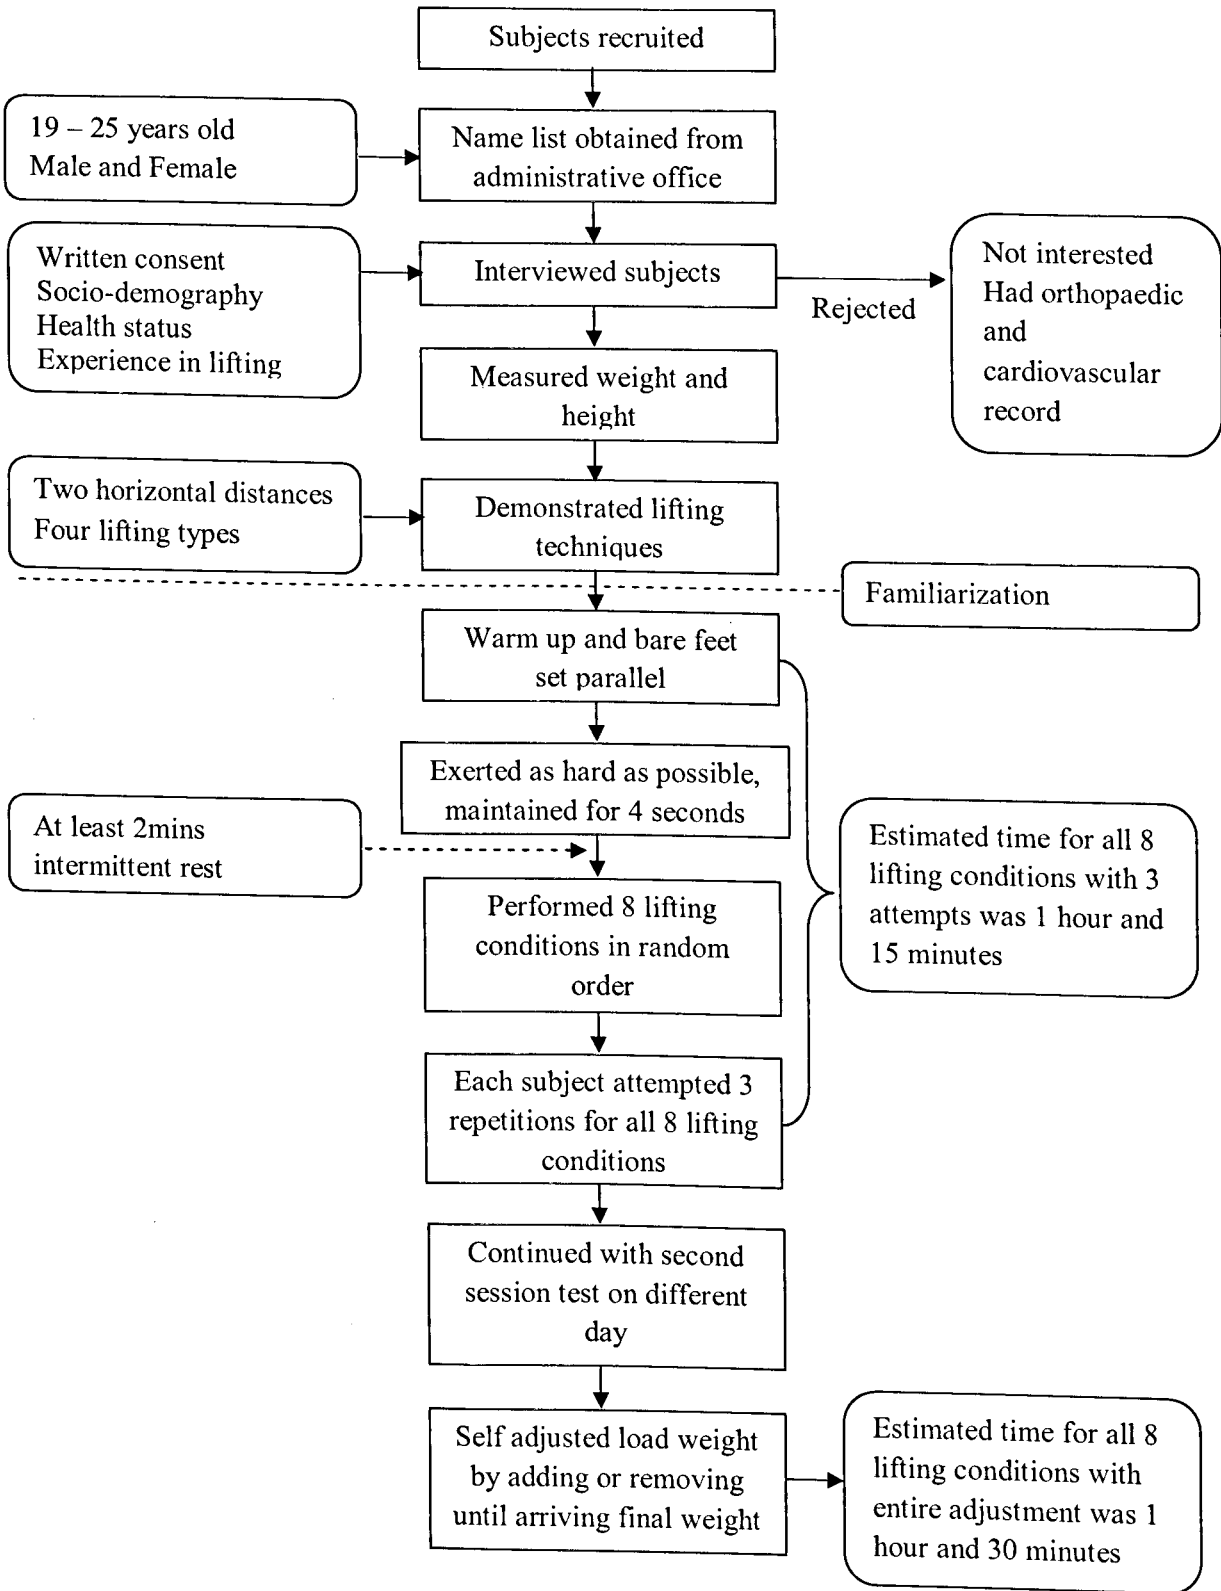 Subjects recruited
19 – 25 years old
Male and Female
Name list obtained from
administrative office
Written consent
Socio-demography
Health status
Experience in lifting
Interviewed subjects
Rejected
Not interested
Had orthopaedic
and
cardiovascular
record
Measured weight and
height
Two horizontal distances
Four lifting types
Demonstrated lifting
techniques
Familiarization
Warm up and bare feet
set parallel
Exerted as hard as possible,
maintained for 4 seconds
At least 2mins
intermittent rest
Performed 8 lifting
conditions in random
order
Estimated time for all 8
lifting conditions with 3
attempts was 1 hour and
15 minutes
Each subject attempted 3
repetitions for all 8 lifting
conditions
Continued with second
session test on different
day
Self adjusted load weight
by adding or removing
until arriving final weight
Estimated time for all 8
lifting conditions with
entire adjustment was 1
hour and 30 minutes